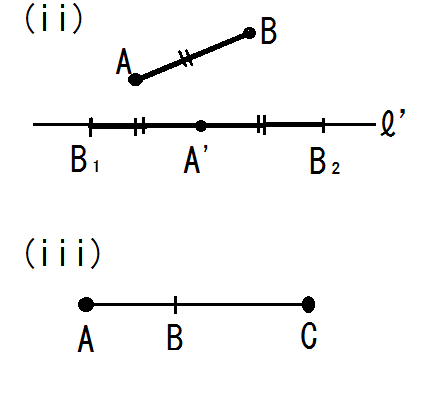 (ii)
A B
ℓ'
B₁ A' B₂
(iii)
A B C